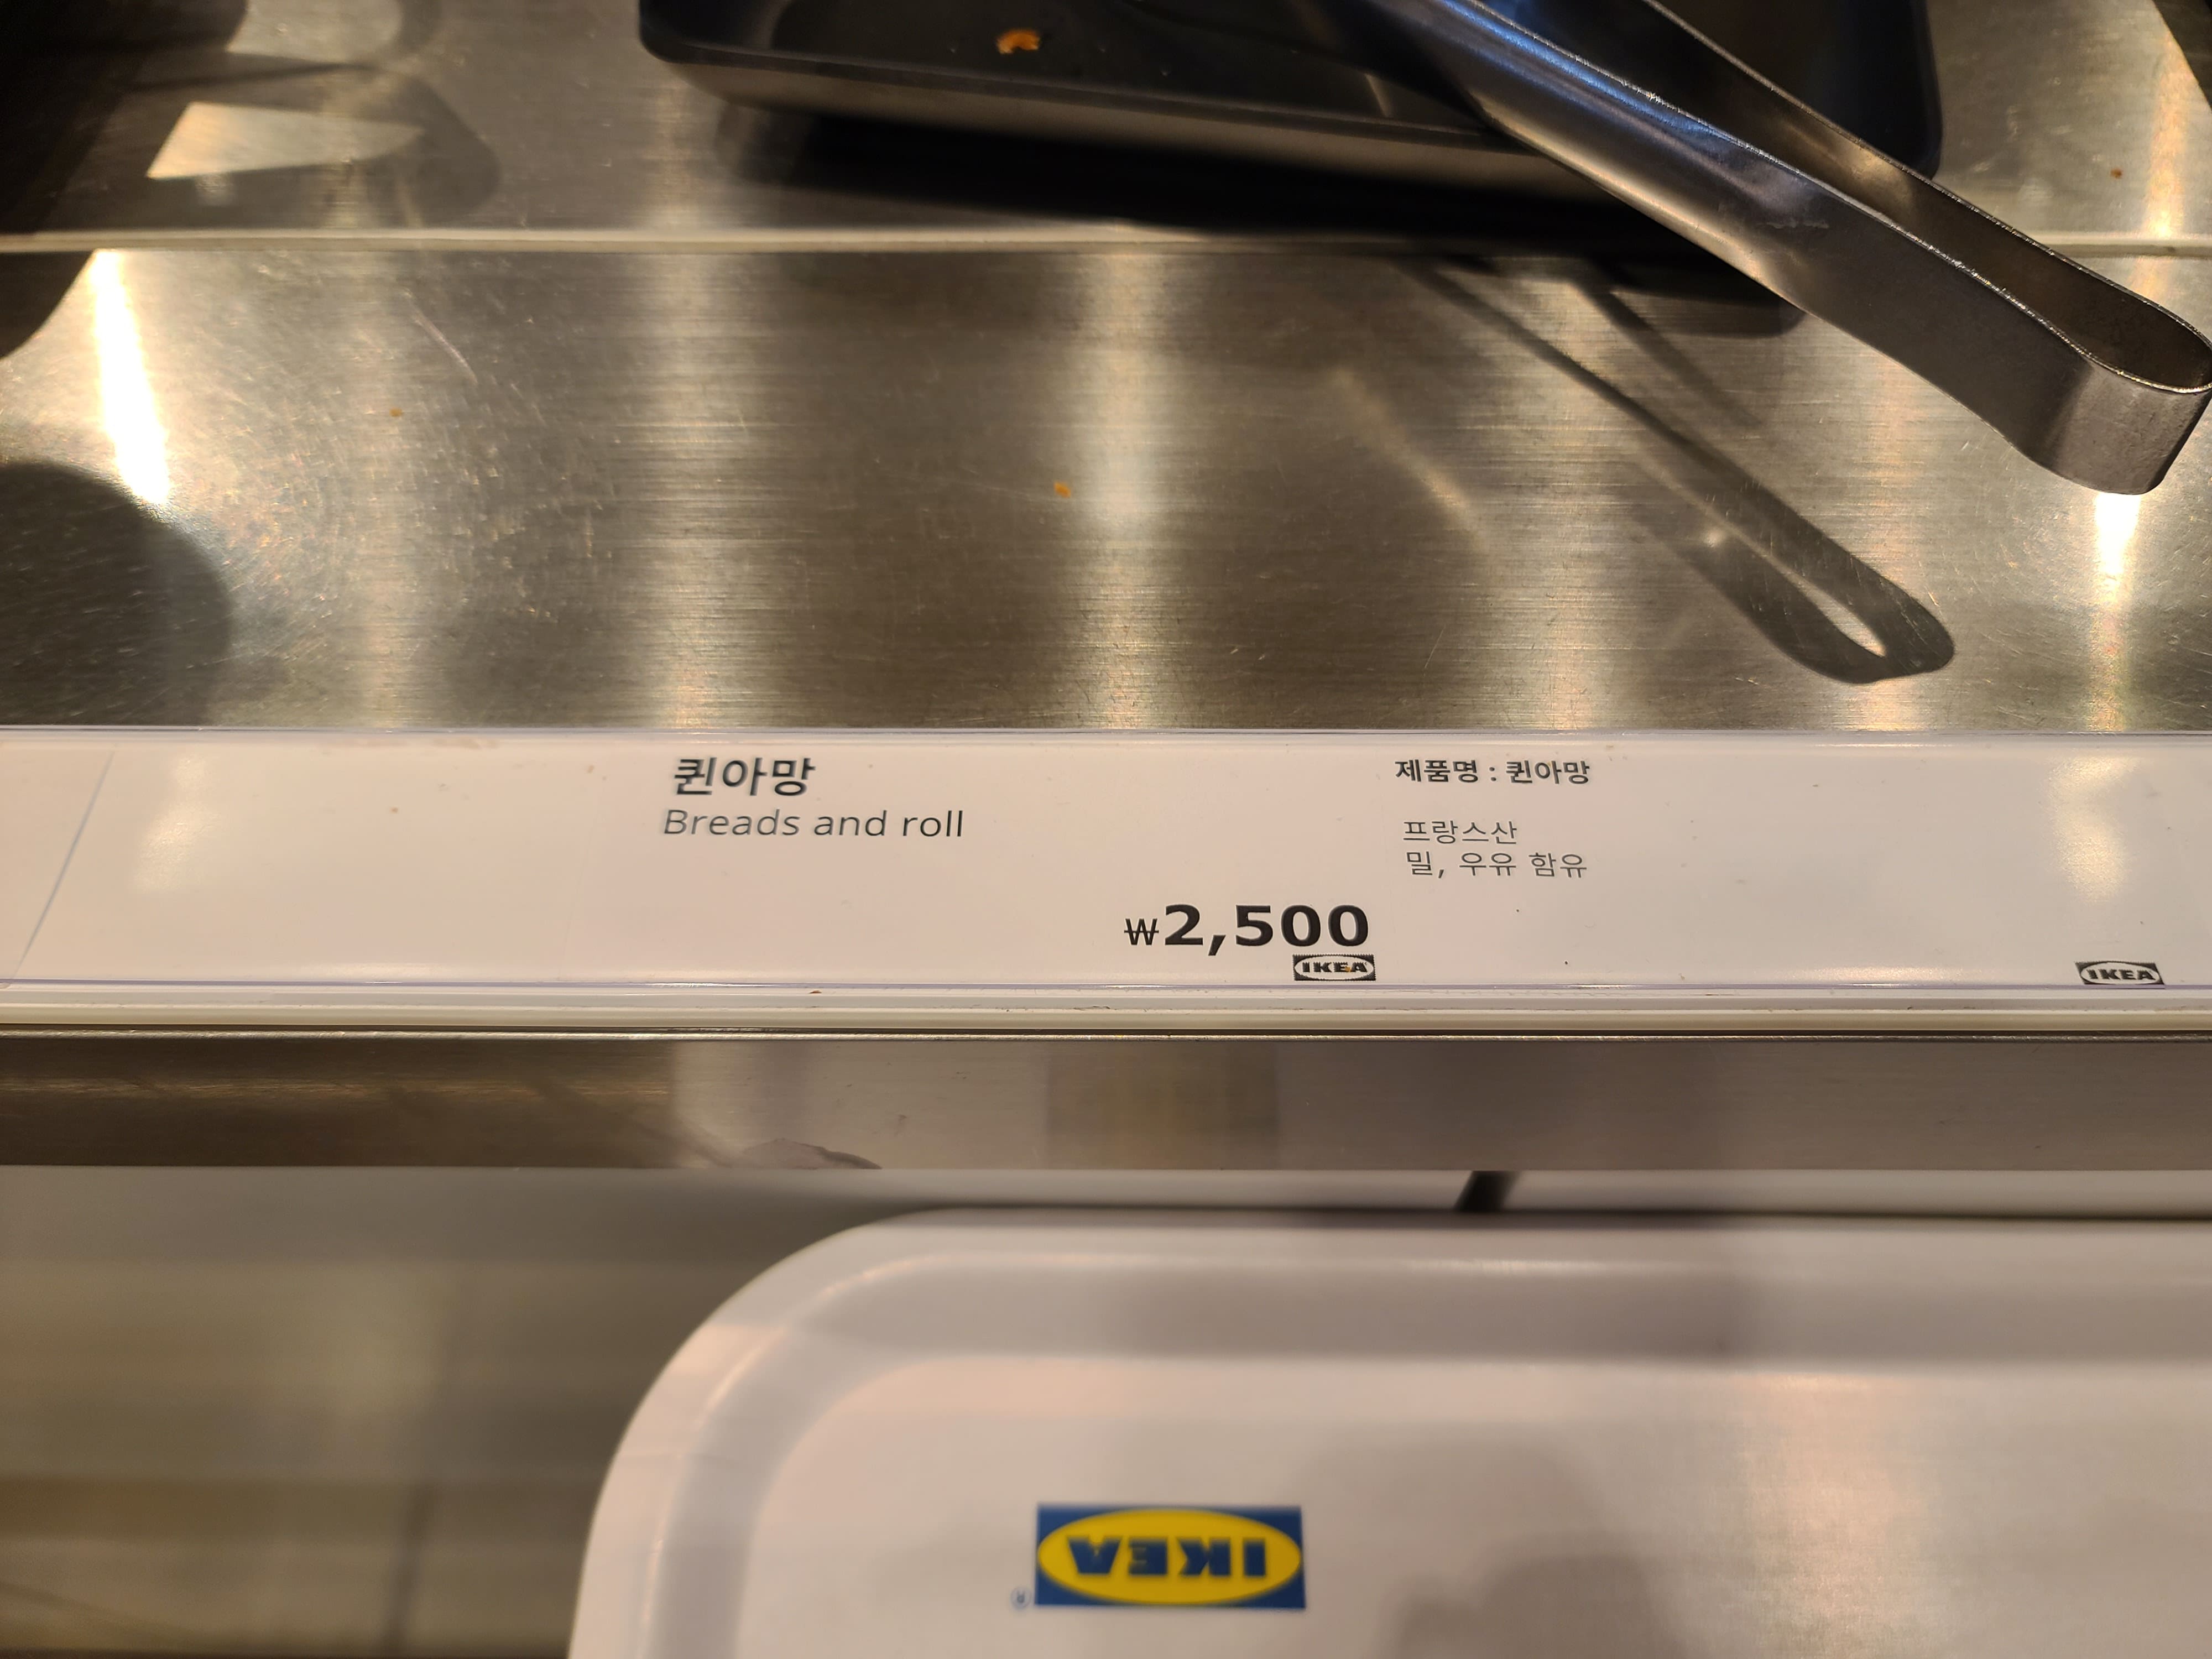 퀸아망
Breads and roll
₩2,500
IKEA
제품명 : 퀸아망
프랑스산
밀, 우유 함유
IKEA
IKEA
®